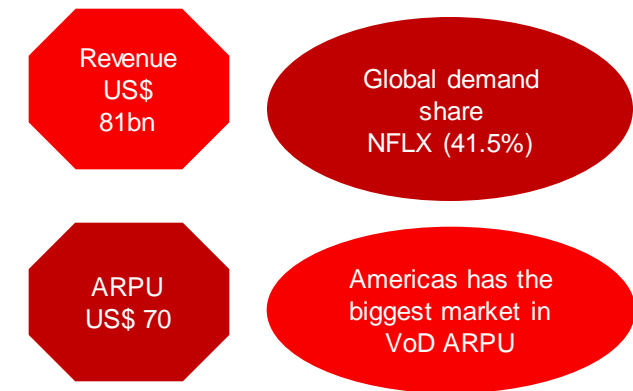 Revenue
US$
81bn
Global demand
share
NFLX (41.5%)
ARPU
US$ 70
Americas has the
biggest market in
VoD ARPU